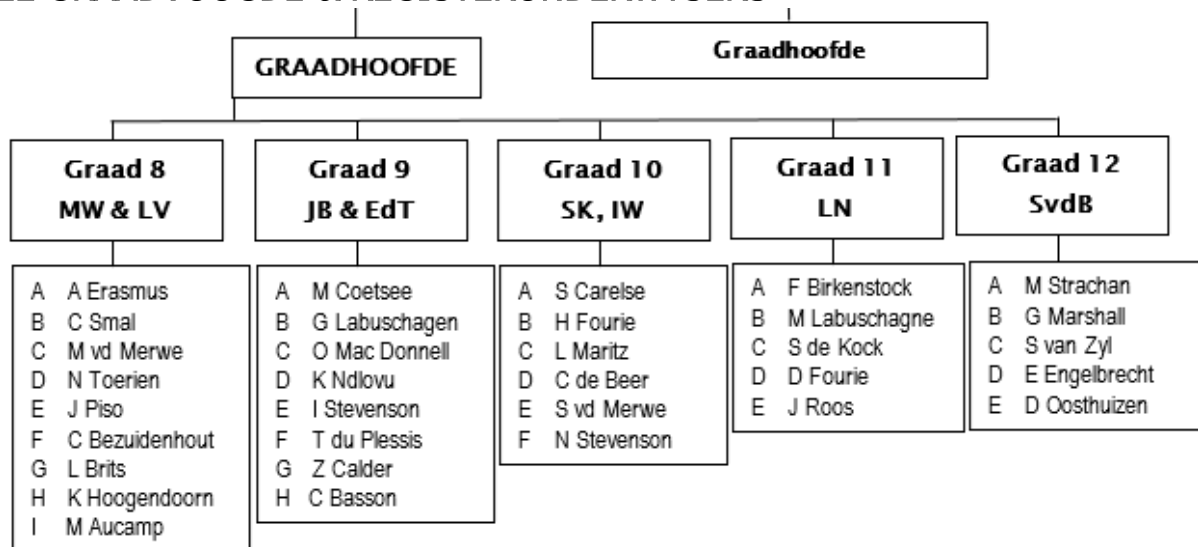 GRAADHOOFDE
Graadhoofde
Graad 8
MW & LV
Graad 9
JB & EdT
Graad 10
SK, IW
Graad 11
LN
Graad 12
SvdB
A A Erasmus
B C Smal
C M vd Merwe
D N Toerien
E J Piso
F C Bezuidenhout
G L Brits
H K Hoogendoorn
I M Aucamp
A M Coetsee
B G Labuschagen
C O Mac Donnell
D K Ndlovu
E I Stevenson
F T du Plessis
G Z Calder
H C Basson
A S Carelse
B H Fourie
C L Maritz
D C de Beer
E S vd Merwe
F N Stevenson
A F Birkenstock
B M Labuschagne
C S de Kock
D D Fourie
E J Roos
A M Strachan
B G Marshall
C S van Zyl
D E Engelbrecht
E D Oosthuizen